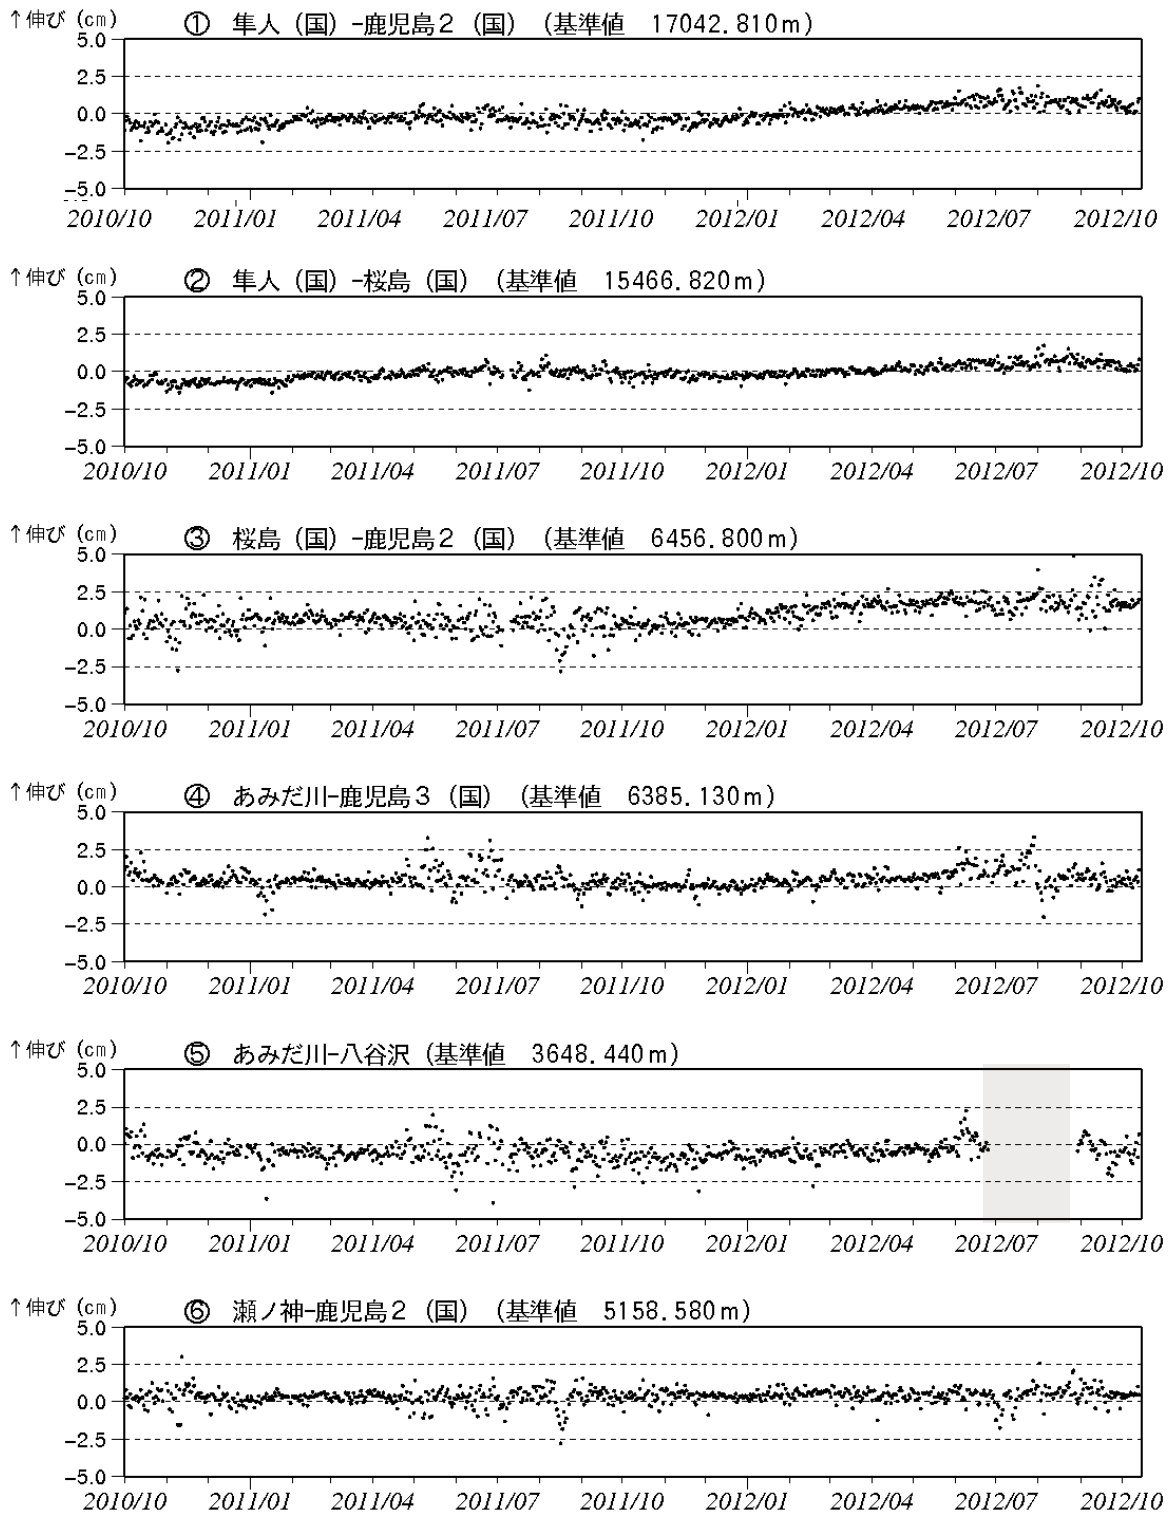 ↑伸び (cm) ① 隼人（国）-鹿児島２（国）（基準値 17042.810m)
5.0
2.5
0.0
-2.5
-5.0
2010/10 2011/01 2011/04 2011/07 2011/10 2012/01 2012/04 2012/07 2012/10
↑伸び (cm) ② 隼人（国）-桜島（国）（基準値 15466.820m)
5.0
2.5
0.0
-2.5
-5.0
2010/10 2011/01 2011/04 2011/07 2011/10 2012/01 2012/04 2012/07 2012/10
↑伸び (cm) ③ 桜島（国）-鹿児島２（国）（基準値 6456.800m)
5.0
2.5
0.0
-2.5
-5.0
2010/10 2011/01 2011/04 2011/07 2011/10 2012/01 2012/04 2012/07 2012/10
↑伸び (cm) ④ あみだ川-鹿児島３（国）（基準値 6385.130m)
5.0
2.5
0.0
-2.5
-5.0
2010/10 2011/01 2011/04 2011/07 2011/10 2012/01 2012/04 2012/07 2012/10
↑伸び (cm) ⑤ あみだ川-八谷沢（基準値 3648.440m)
5.0
2.5
0.0
-2.5
-5.0
2010/10 2011/01 2011/04 2011/07 2011/10 2012/01 2012/04 2012/07 2012/10
↑伸び (cm) ⑥ 瀬ノ神-鹿児島２（国）（基準値 5158.580m)
5.0
2.5
0.0
-2.5
-5.0
2010/10 2011/01 2011/04 2011/07 2011/10 2012/01 2012/04 2012/07 2012/10